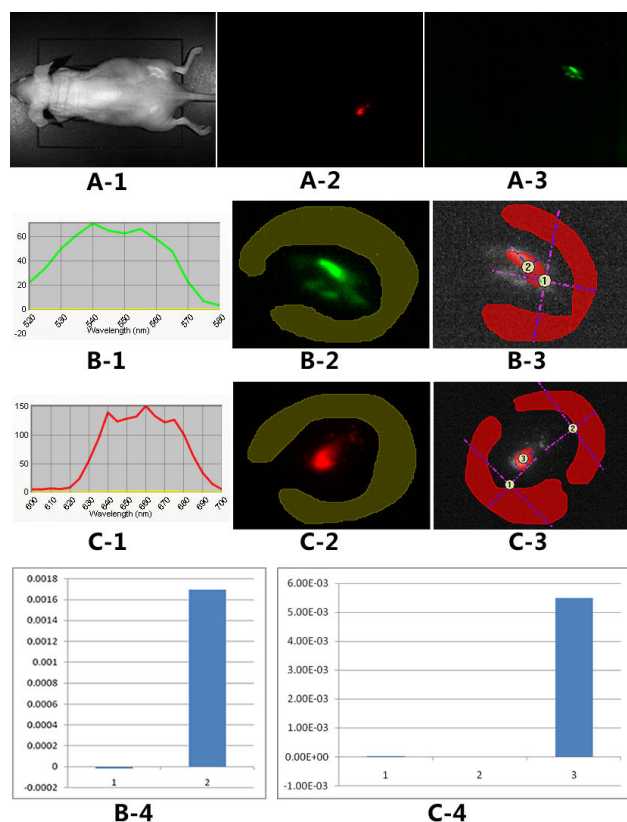 A-1 A-2 A-3
60
40
20
0
-20
520 530 540 550 560 570 580
Wavelength (nm)
2
1
B-1 B-2 B-3
150
100
50
0
600 610 620 630 640 650 660 670 680 690 700
Wavelength (nm)
2
3
1
C-1 C-2 C-3
0.0018
0.0016
0.0014
0.0012
0.001
0.0008
0.0006
0.0004
0.0002
0
-0.0002
1 2
6.00E-03
5.00E-03
4.00E-03
3.00E-03
2.00E-03
1.00E-03
0.00E+00
-1.00E-03
1 2 3
B-4 C-4